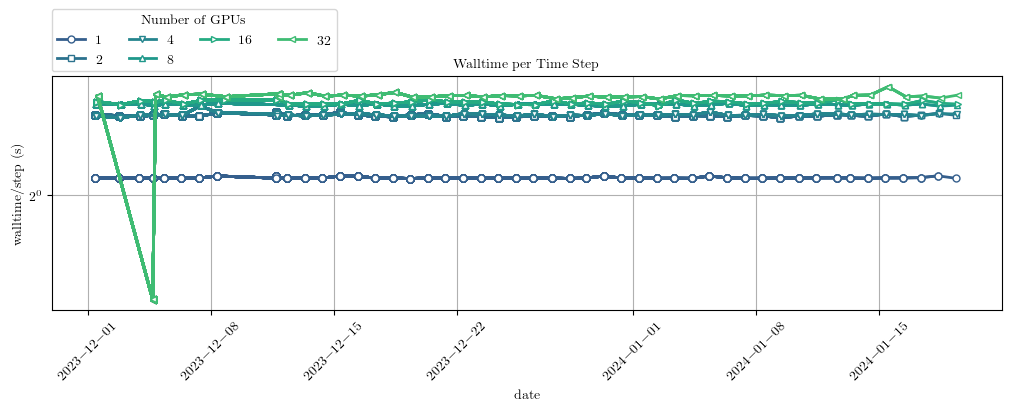 Number of GPUs
1 4 16 32
2 8
Walltime per Time Step
walltime/step (s)
2⁰
2023−12−01 2023−12−08 2023−12−15 2023−12−22 2024−01−01 2024−01−08 2024−01−15
date